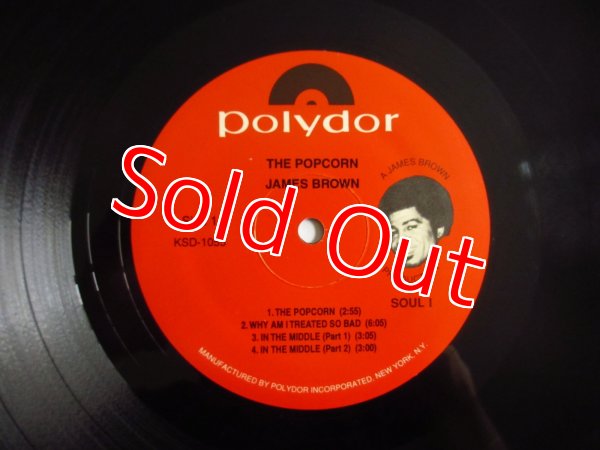 polydor
THE POPCORN
JAMES BROWN
A JAMES BROWN
Sold Out
SOUL I
1. THE POPCORN (2:55)
2. WHY AM I TREATED SO BAD (6:05)
3. IN THE MIDDLE (Part 1) (3:05)
4. IN THE MIDDLE (Part 2) (3:00)
MANUFACTURED BY POLYDOR INCORPORATED, NEW YORK, N.Y.